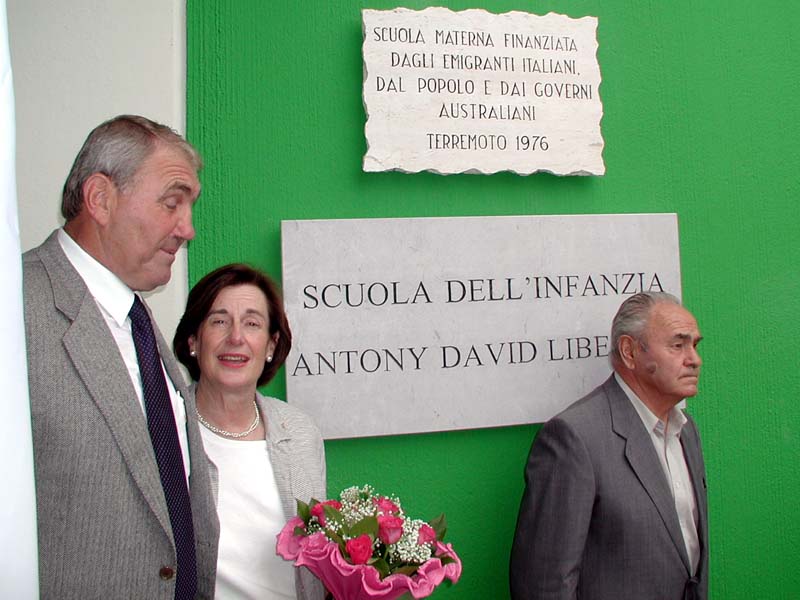 SCUOLA MATERNA FINANZIATA
DAGLI EMIGRANTI ITALIANI,
DAL POPOLO E DAI GOVERNI
AUSTRALIANI
TERREMOTO 1976
SCUOLA DELL'INFANZIA
ANTONY DAVID